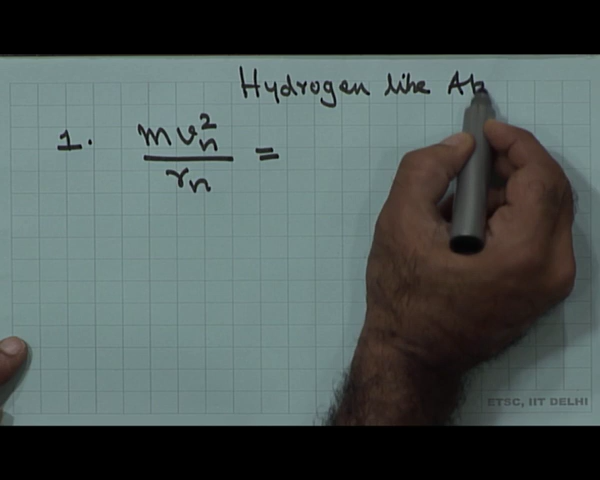 Hydrogen like At
1. mv_n^2 / r_n =
ETSC, IIT DELHI